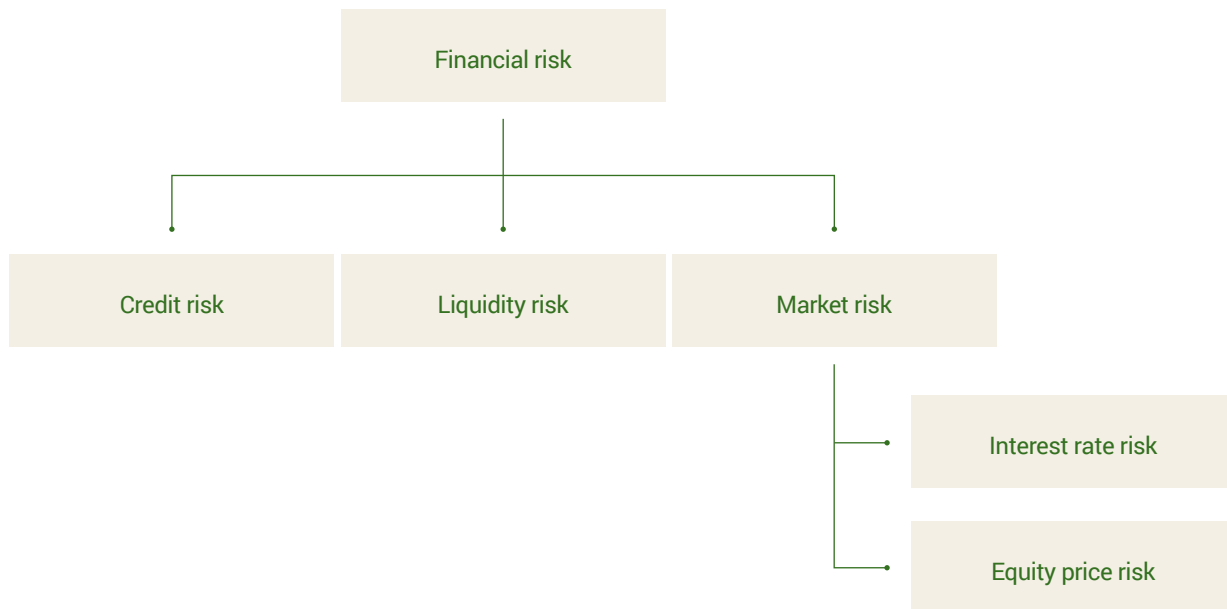 Financial risk
Credit risk
Liquidity risk
Market risk
Interest rate risk
Equity price risk